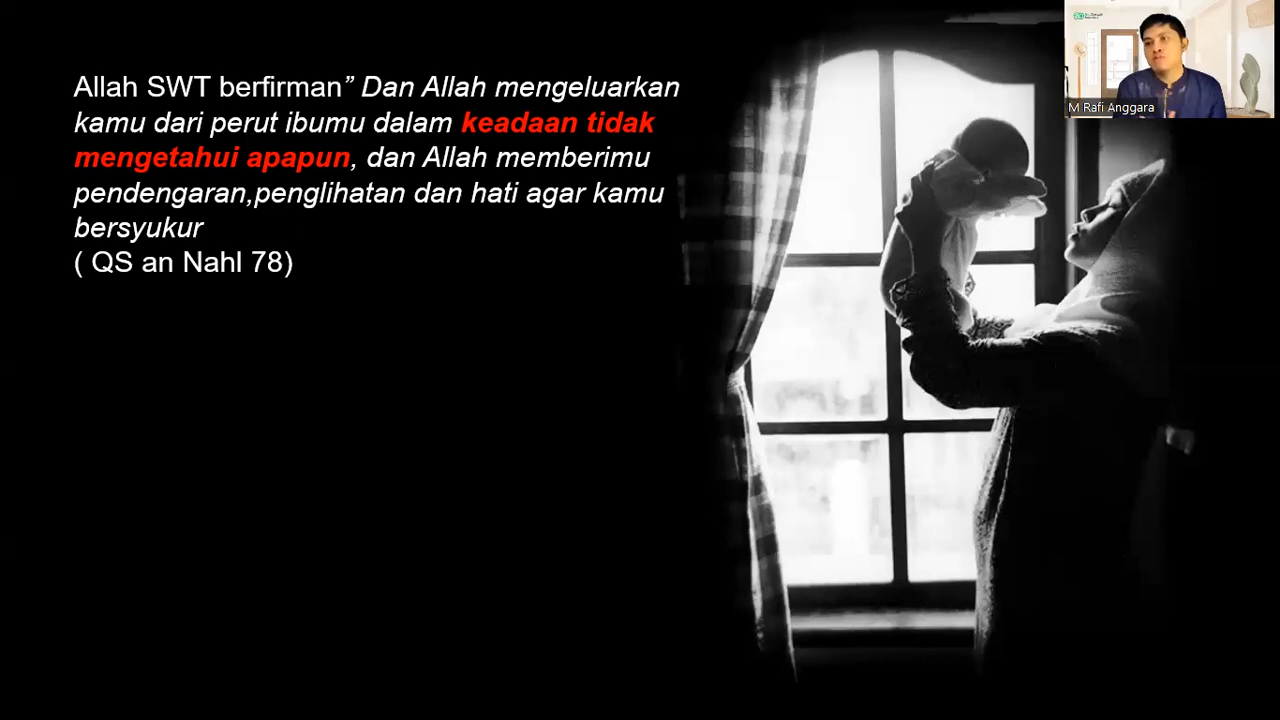 Allah SWT berfirman” Dan Allah mengeluarkan
kamu dari perut ibumu dalam keadaan tidak
mengetahui apapun, dan Allah memberimu
pendengaran,penglihatan dan hati agar kamu
bersyukur
( QS an Nahl 78)
M Rafi Anggara